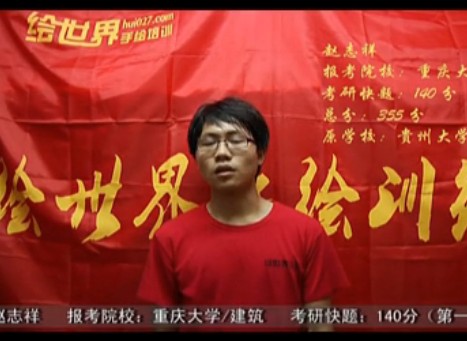 绘世界
hui027.com
手绘培训
赵志祥
报考院校：重庆大
考研快题：140 分
总分：355 分
原学校：贵州大学
绘世界 绘训
赵志祥 报考院校：重庆大学/建筑 考研快题：140分（第一